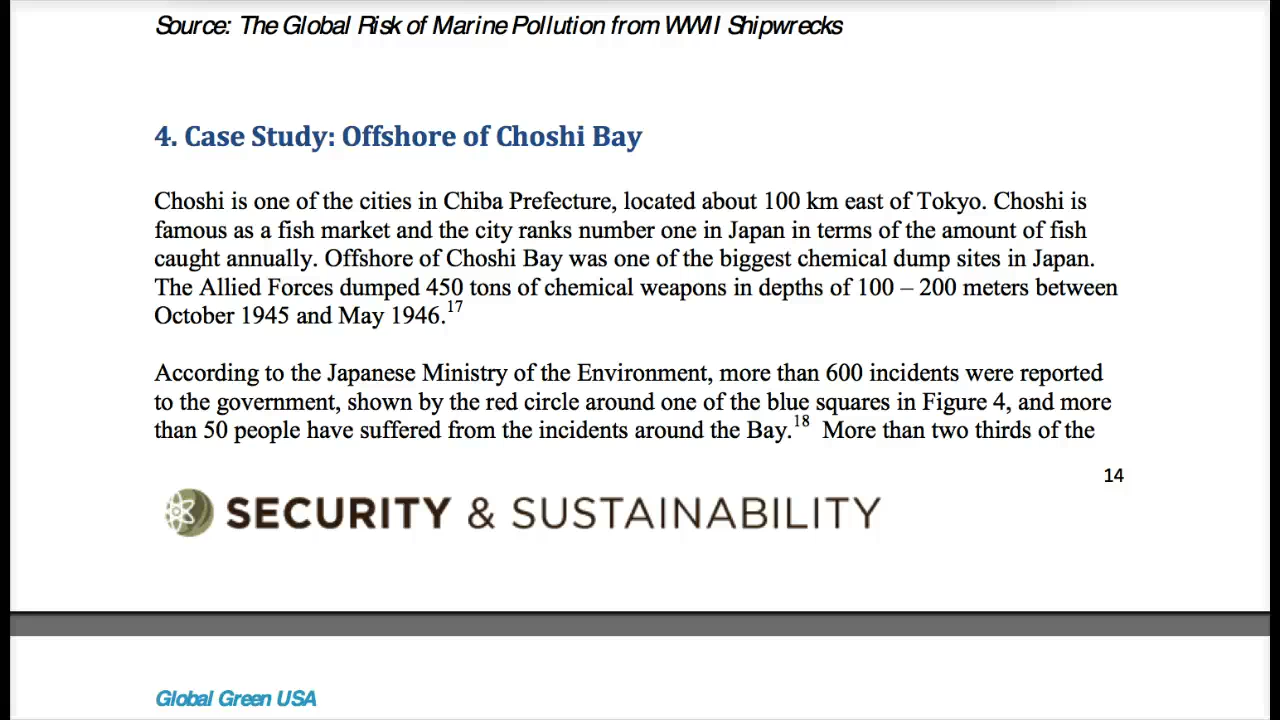 Source: The Global Risk of Marine Pollution from WWII Shipwrecks
4. Case Study: Offshore of Choshi Bay
Choshi is one of the cities in Chiba Prefecture, located about 100 km east of Tokyo. Choshi is
famous as a fish market and the city ranks number one in Japan in terms of the amount of fish
caught annually. Offshore of Choshi Bay was one of the biggest chemical dump sites in Japan.
The Allied Forces dumped 450 tons of chemical weapons in depths of 100 – 200 meters between
October 1945 and May 1946.17
According to the Japanese Ministry of the Environment, more than 600 incidents were reported
to the government, shown by the red circle around one of the blue squares in Figure 4, and more
than 50 people have suffered from the incidents around the Bay.18 More than two thirds of the
14
SECURITY & SUSTAINABILITY
Global Green USA